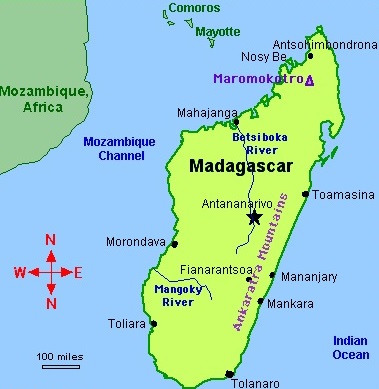 Comoros
Mayotte
Antsohimbondrona
Nosy Be
Maromokotro
Mozambique,
Africa
Mahajanga
Mozambique
Channel
Betsiboka
River
Madagascar
Antananarivo
Toamasina
Ankaratra Mountains
N
W
E
N
Morondava
Fianarantsoa
Mananjary
Mangoky
River
Mankara
Toliara
Indian
Ocean
100 miles
Tolanaro